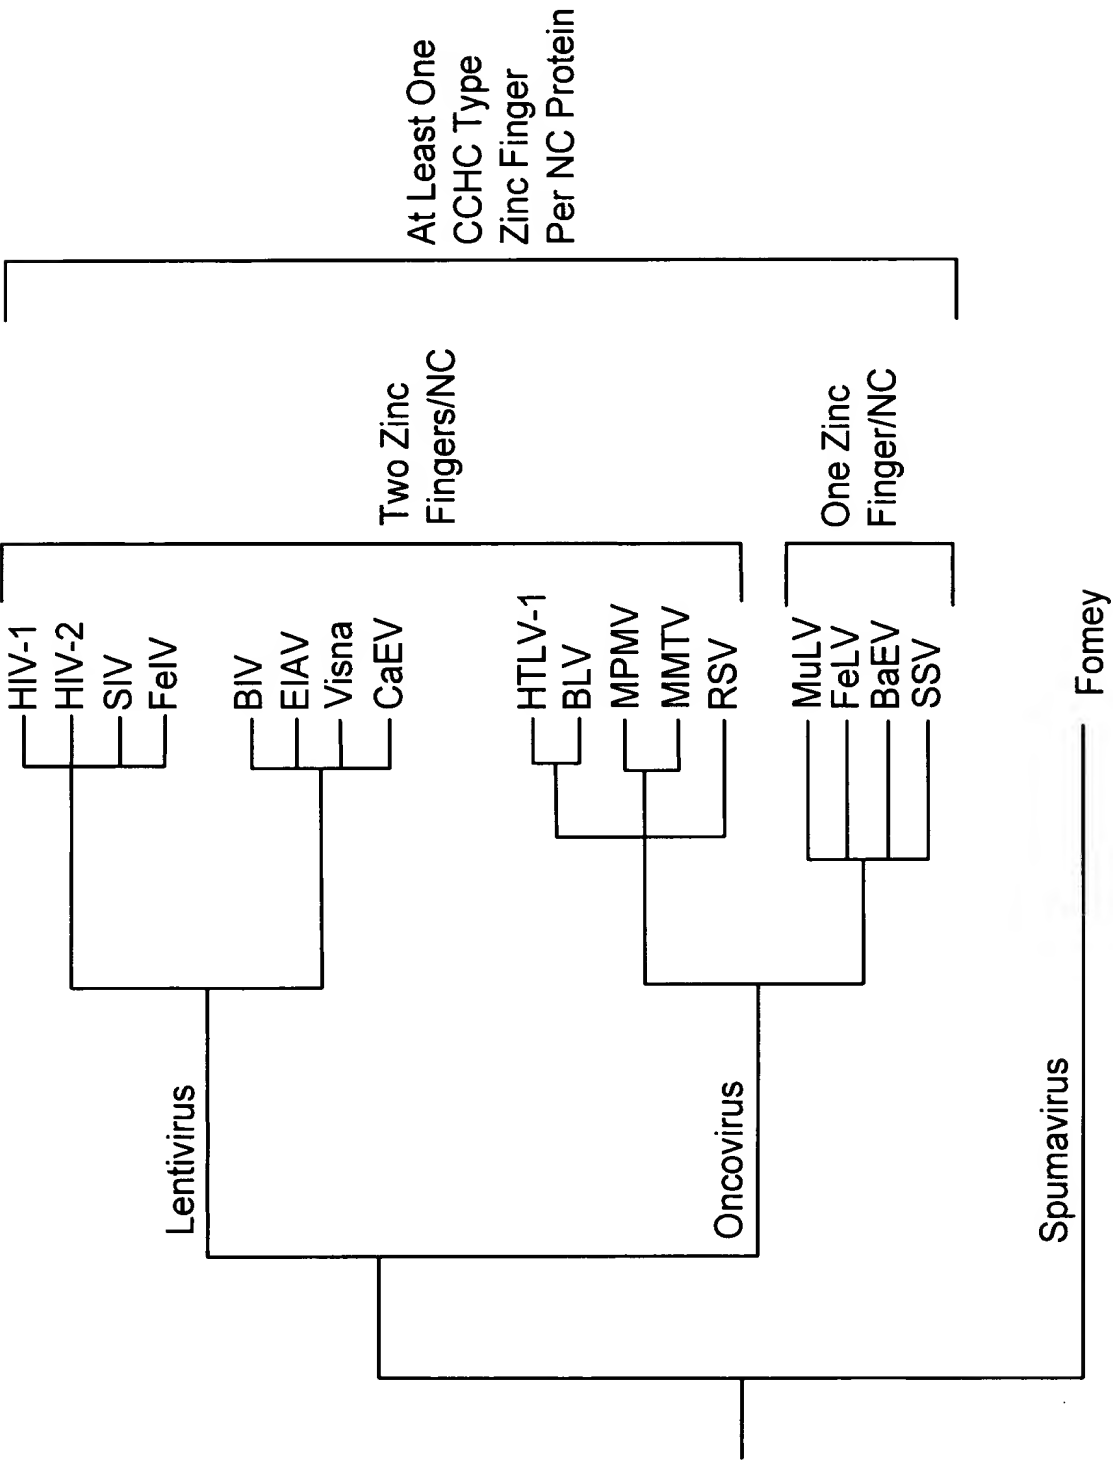 HIV-1
HIV-2
SIV
FeIV
BIV
EIAV
Visna
CaEV
HTLV-1
BLV
MPMV
MMTV
RSV
MuLV
FeLV
BaEV
SSV
Fomey
Lentivirus
Oncovirus
Spumavirus
Two Zinc
Fingers/NC
One Zinc
Finger/NC
At Least One
CCHC Type
Zinc Finger
Per NC Protein